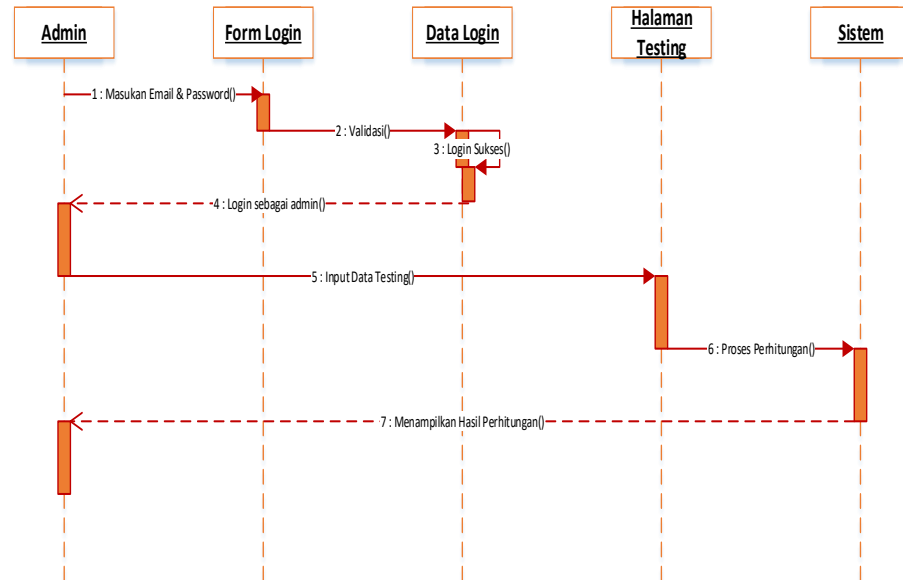 Admin
Form Login
Data Login
Halaman
Testing
Sistem
1 : Masukan Email & Password()
2 : Validasi()
3 : Login Sukses()
4 : Login sebagai admin()
5 : Input Data Testing()
6 : Proses Perhitungan()
7 : Menampilkan Hasil Perhitungan()